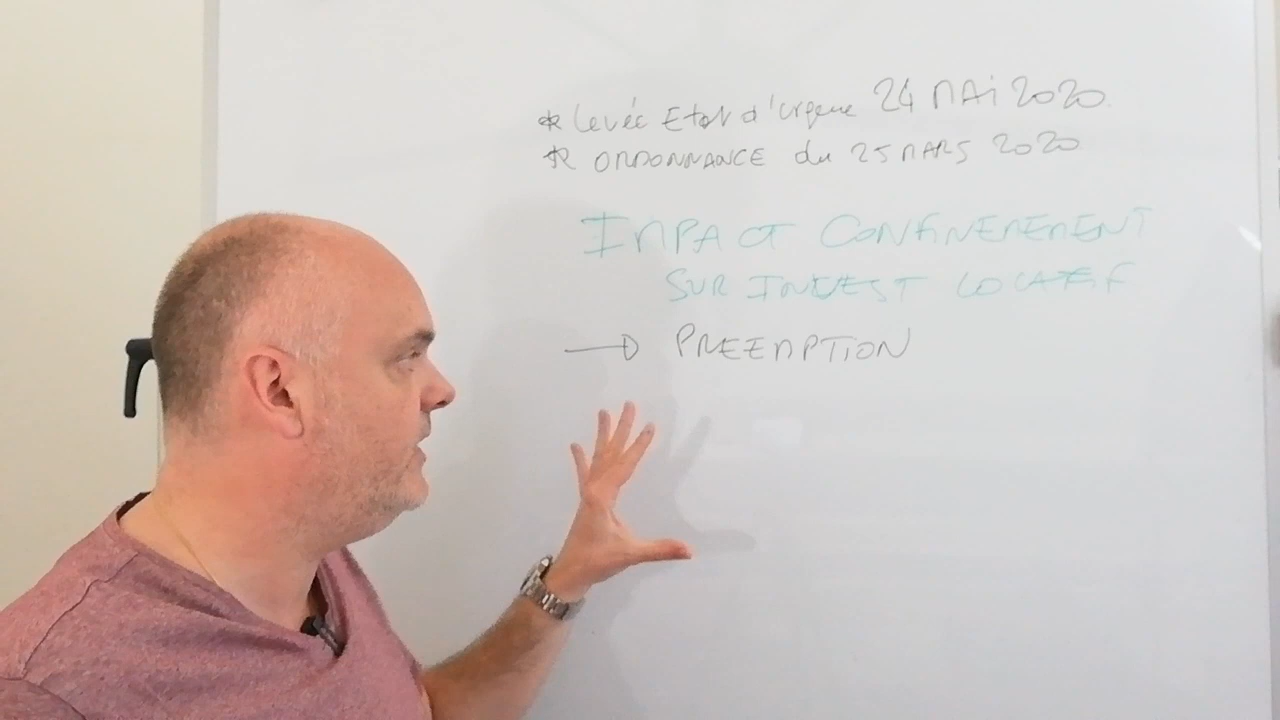 * Levée Etat d'urgence 24 MAI 2020.
* ORDONNANCE du 25 MARS 2020
IMPACT CONFINEMENT
SUR INVEST LOCATIF
→ PREEMPTION